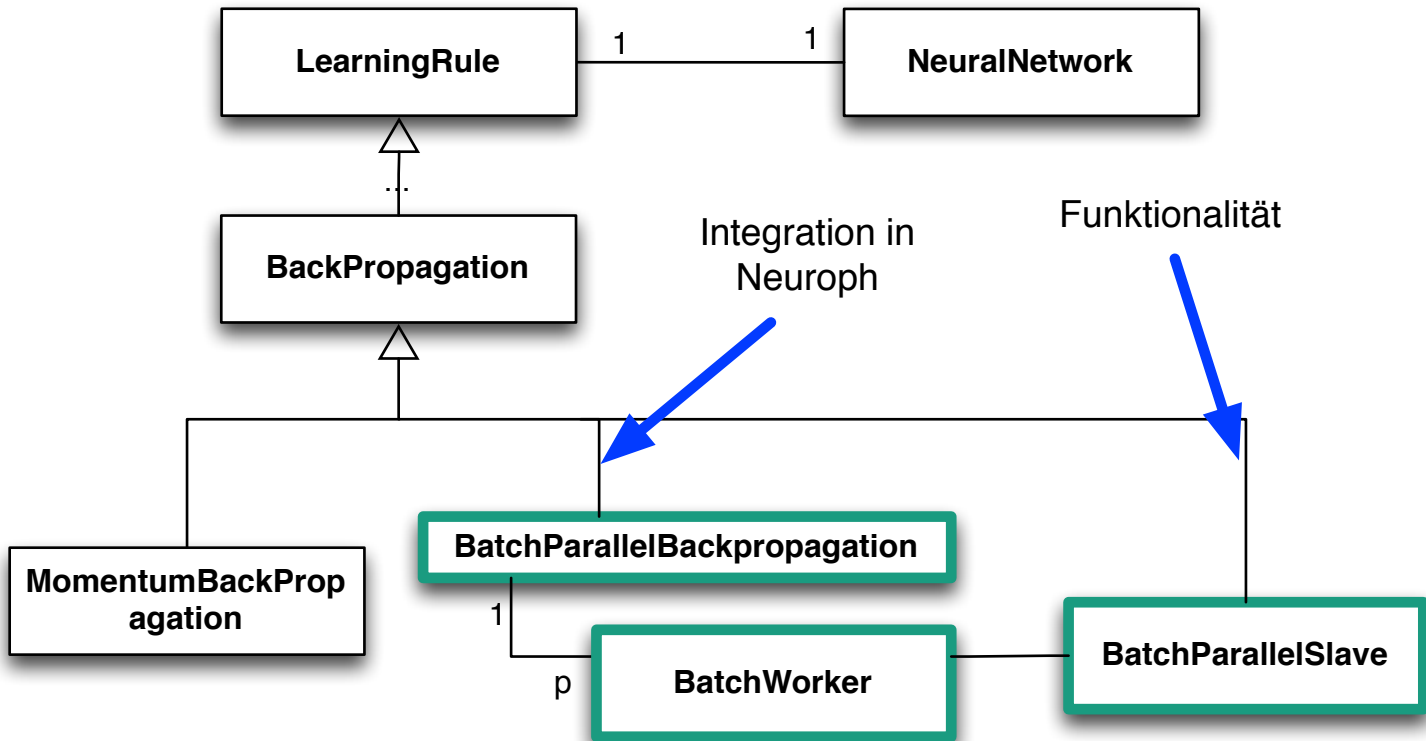 LearningRule
1
1
NeuralNetwork
...
BackPropagation
Integration in
Neuroph
Funktionalität
BatchParallelBackpropagation
MomentumBackProp
agation
1
p
BatchWorker
BatchParallelSlave